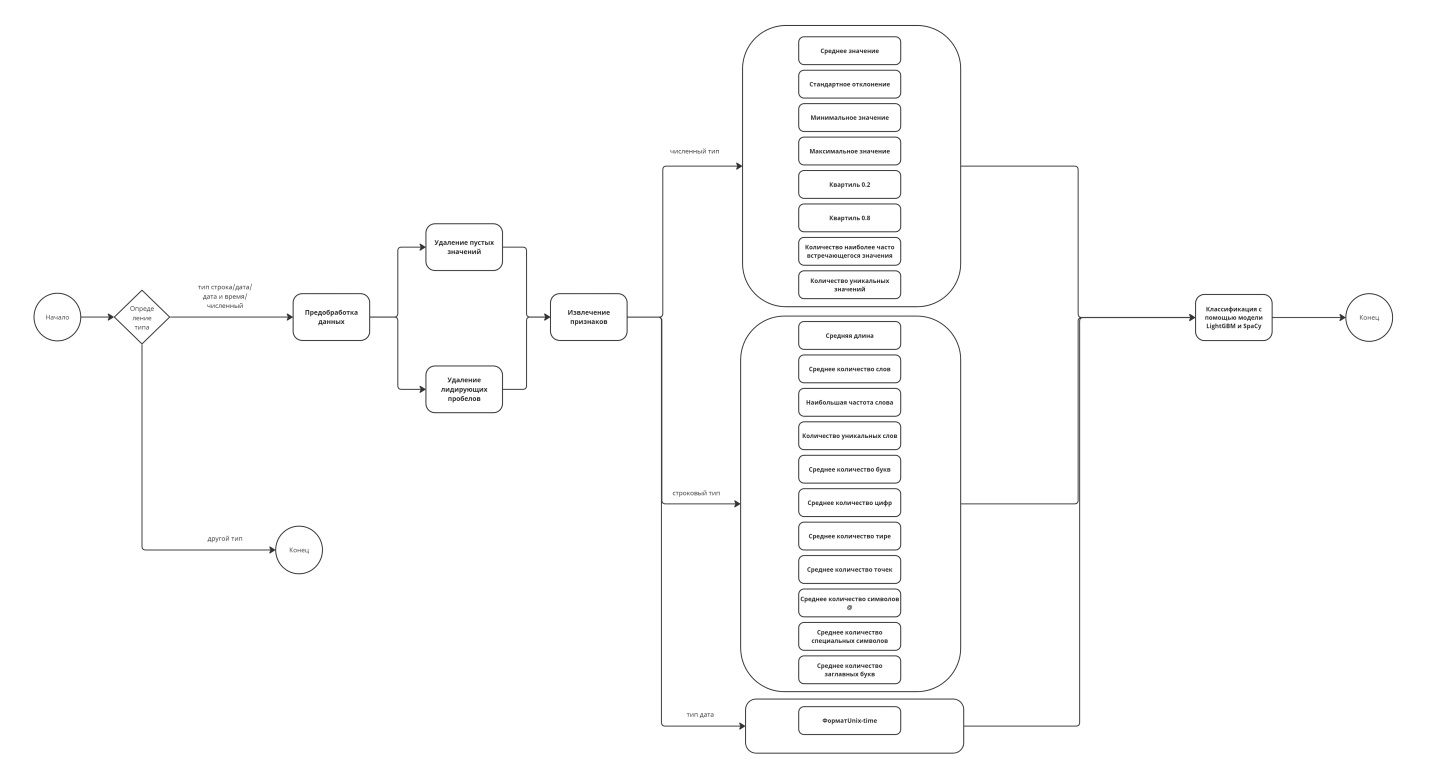 Начало
Опреде
ление
типа
тип строка/дата/
дата и время/
численный
другой тип
Конец
Предобработка
данных
Удаление пустых
значений
Удаление
лидирующих
пробелов
Извлечение
признаков
численный тип
Среднее значение
Стандартное отклонение
Минимальное значение
Максимальное значение
Квартиль 0.2
Квартиль 0.8
Количество наиболее часто
встречающегося значения
Количество уникальных
значений
строковый тип
Средняя длина
Среднее количество слов
Наибольшая частота слова
Количество уникальных слов
Среднее количество букв
Среднее количество цифр
Среднее количество тире
Среднее количество точек
Среднее количество символов
@
Среднее количество
специальных символов
Среднее количество
заглавных букв
тип дата
ФорматUnix-time
Классификация с
помощью модели
LightGBM и SpaCy
Конец